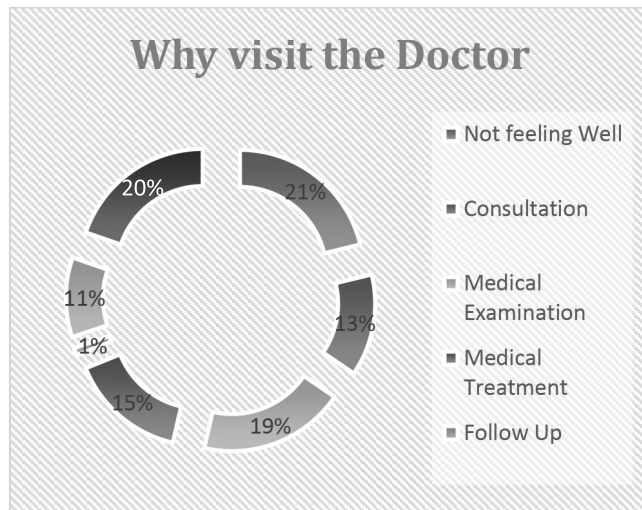 Why visit the Doctor
20%
21%
11%
13%
1%
15%
19%
Not feeling Well
Consultation
Medical
Examination
Medical
Treatment
Follow Up